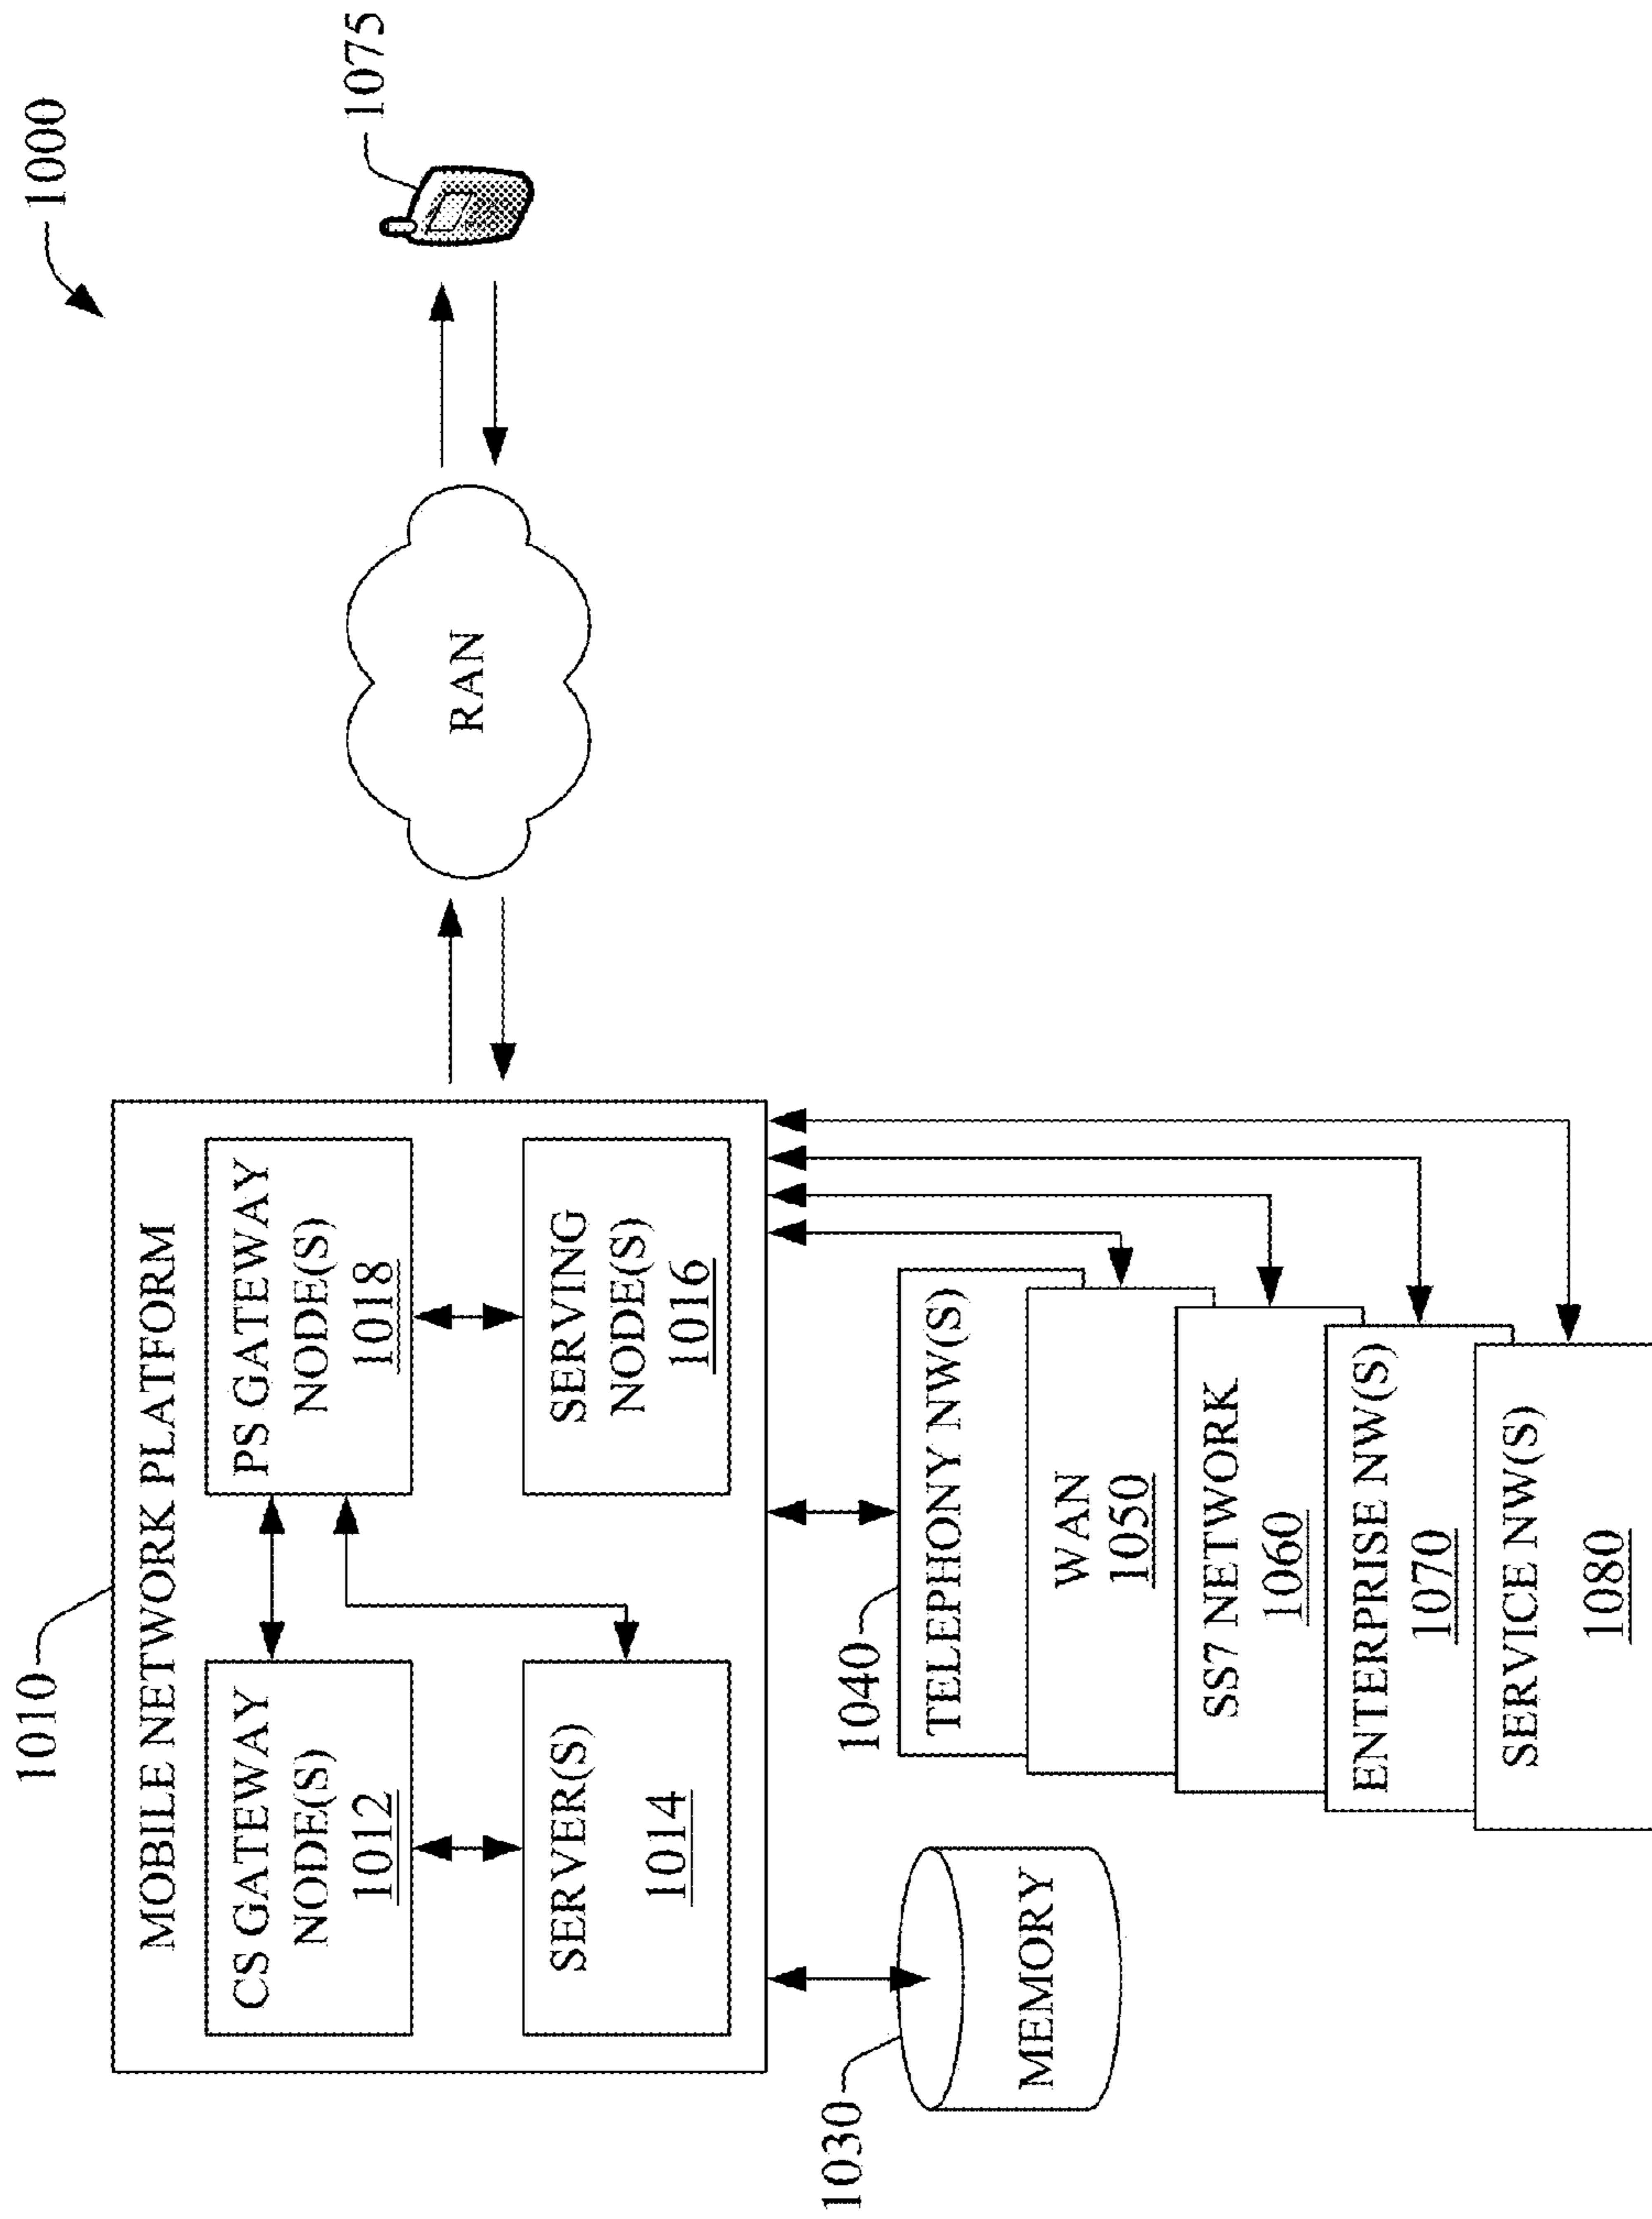 1000
1010
MOBILE NETWORK PLATFORM
CS GATEWAY
NODE(S)
1012
PS GATEWAY
NODE(S)
1018
SERVER(S)
1014
SERVING
NODE(S)
1016
RAN
1075
1030
MEMORY
1040
TELEPHONY NW(S)
WAN
1050
SS7 NETWORK
1060
ENTERPRISE NW(S)
1070
SERVICE NW(S)
1080